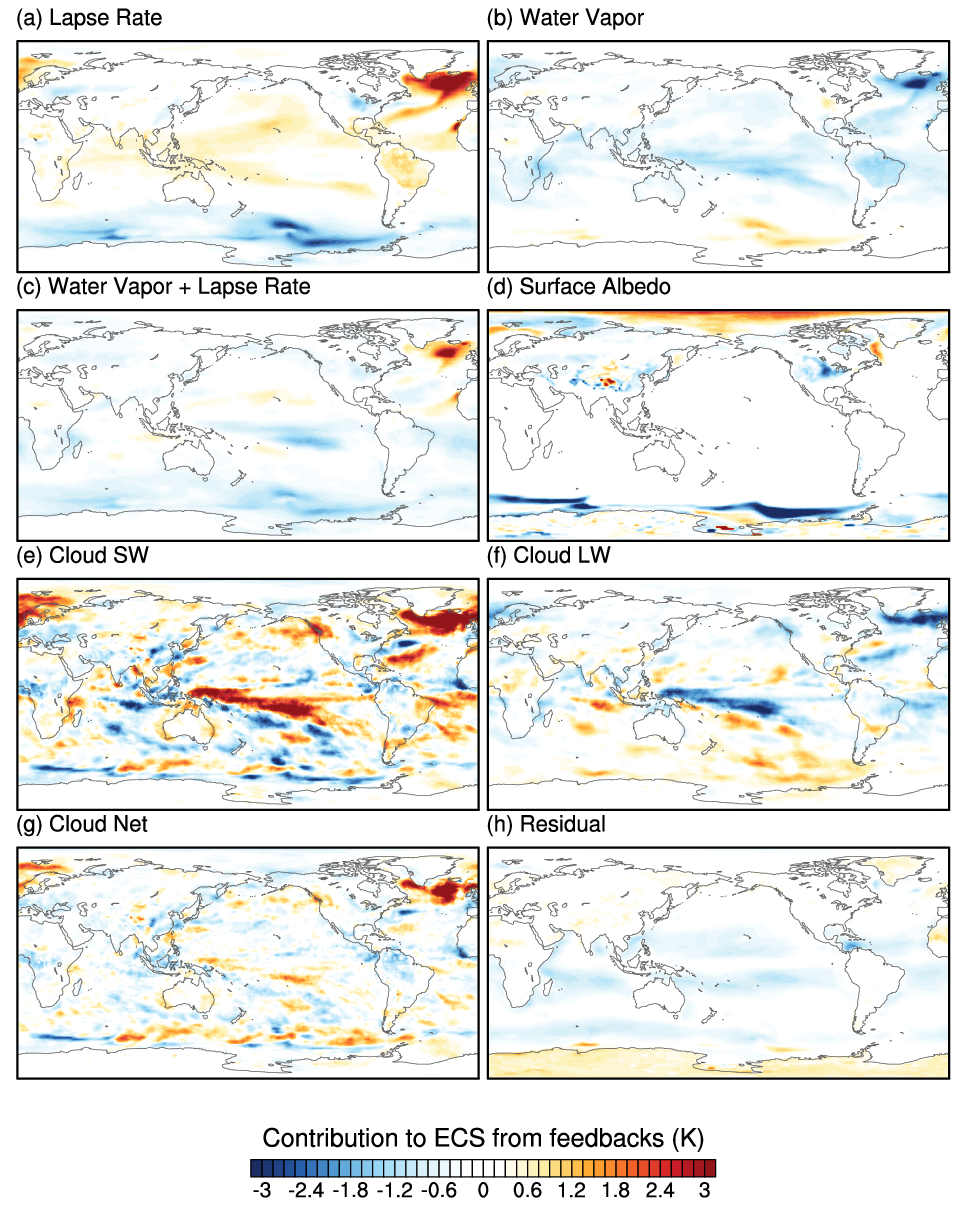 (a) Lapse Rate
(b) Water Vapor
(c) Water Vapor + Lapse Rate
(d) Surface Albedo
(e) Cloud SW
(f) Cloud LW
(g) Cloud Net
(h) Residual
Contribution to ECS from feedbacks (K)
-3 -2.4 -1.8 -1.2 -0.6 0 0.6 1.2 1.8 2.4 3